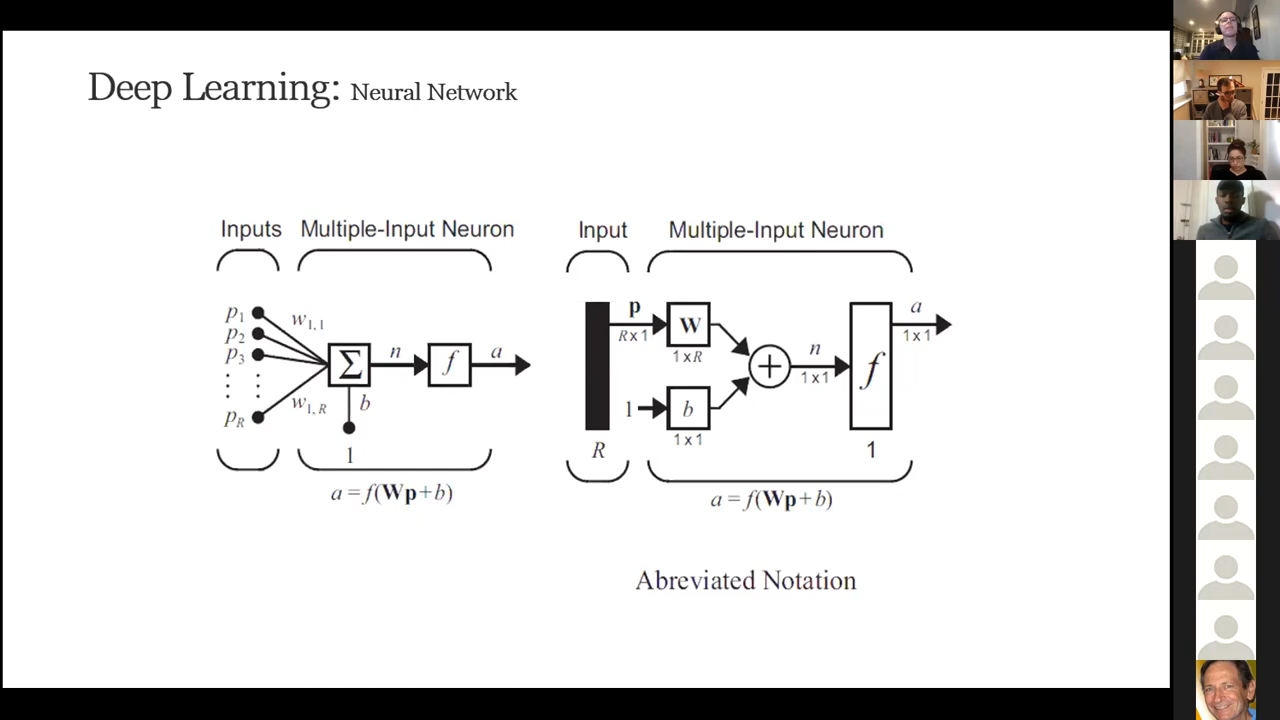 Deep Learning: Neural Network
Inputs Multiple-Input Neuron
p1
p2
p3
pR
w1,1
w1,R
Σ
n
f
a
b
1
a = f(Wp+b)
Input Multiple-Input Neuron
p
R x 1
W
1 x R
1
b
1 x 1
+
n
1 x 1
f
a
1 x 1
R
1
a = f(Wp+b)
Abreviated Notation